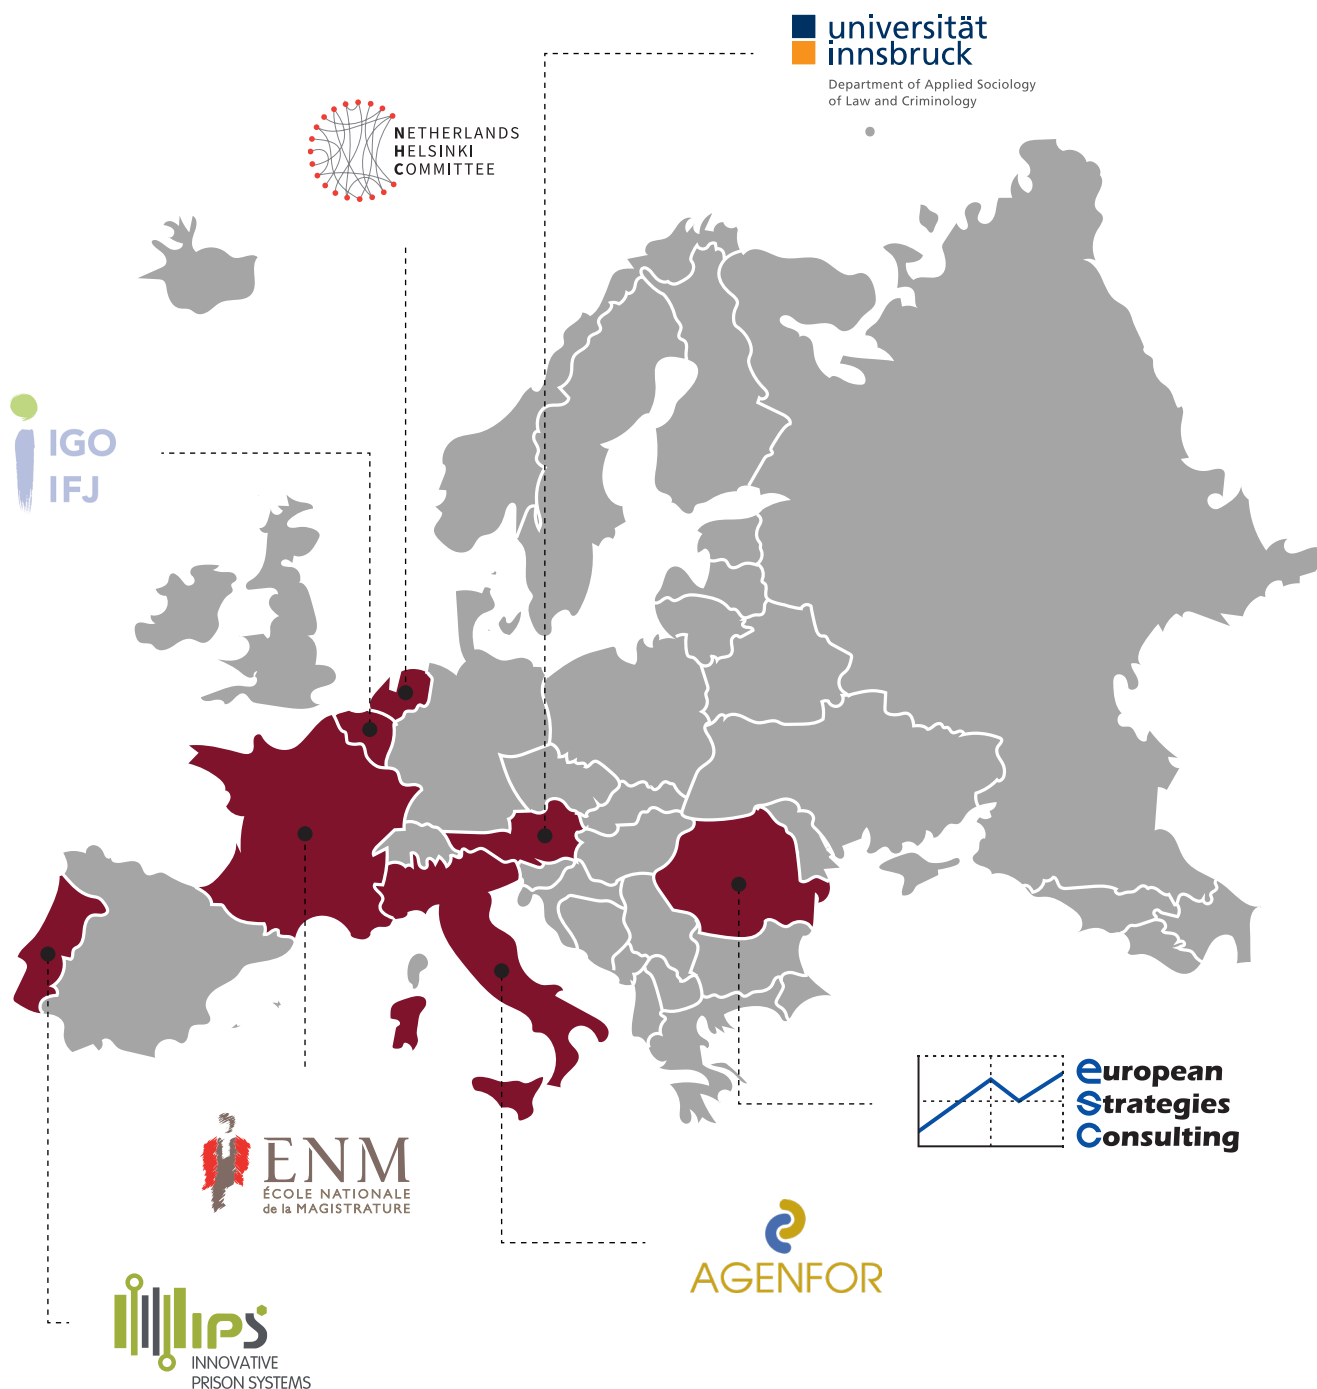 universität
innsbruck
Department of Applied Sociology
of Law and Criminology
NETHERLANDS
HELSINKI
COMMITTEE
IGO
IFJ
european
Strategies
Consulting
ENM
ÉCOLE NATIONALE
de la MAGISTRATURE
AGENFOR
IPS
INNOVATIVE
PRISON SYSTEMS